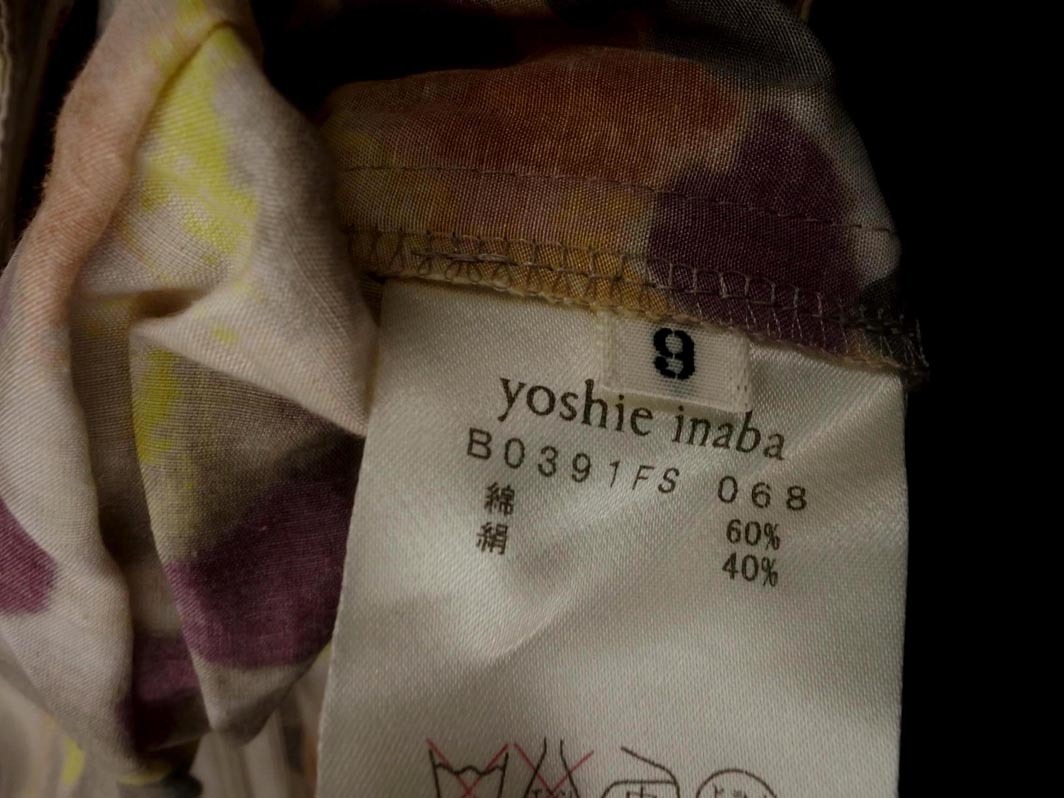 9
yoshie inaba
B0391FS 068
綿 60%
絹 40%